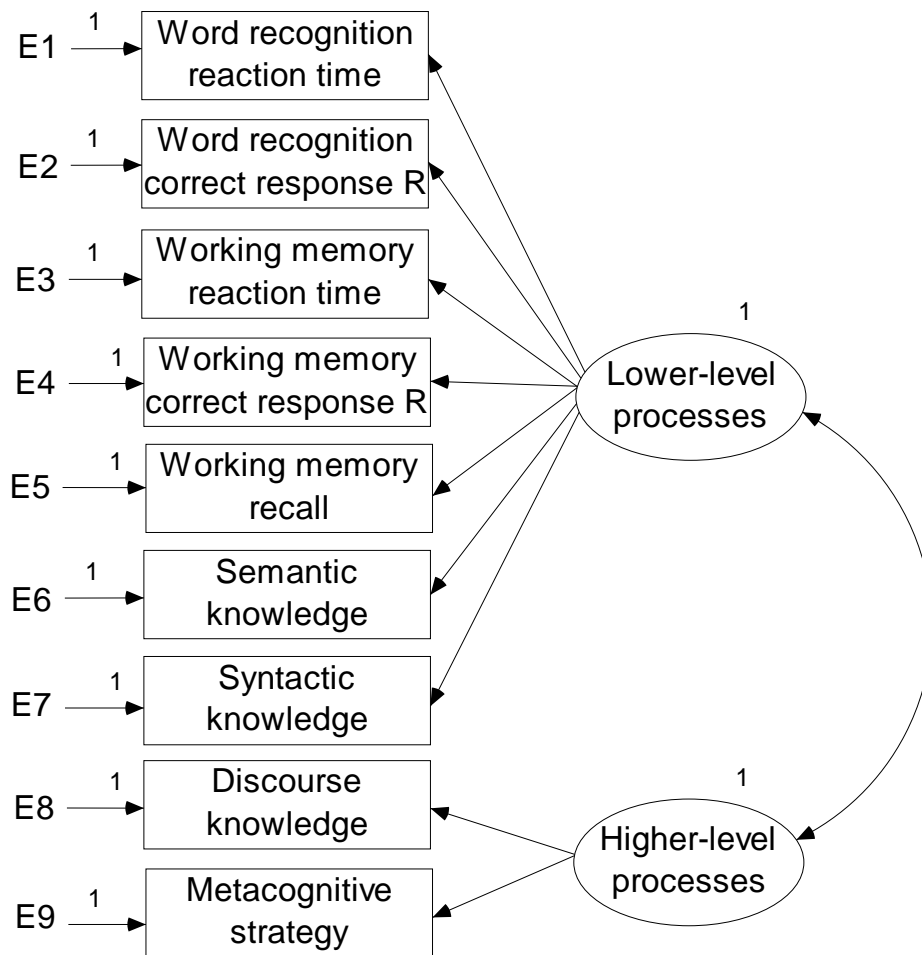 1
E1
Word recognition
reaction time
1
E2
Word recognition
correct response R
1
E3
Working memory
reaction time
1
E4
Working memory
correct response R
1
E5
Working memory
recall
1
E6
Semantic
knowledge
1
E7
Syntactic
knowledge
1
E8
Discourse
knowledge
1
E9
Metacognitive
strategy
1
Lower-level
processes
1
Higher-level
processes